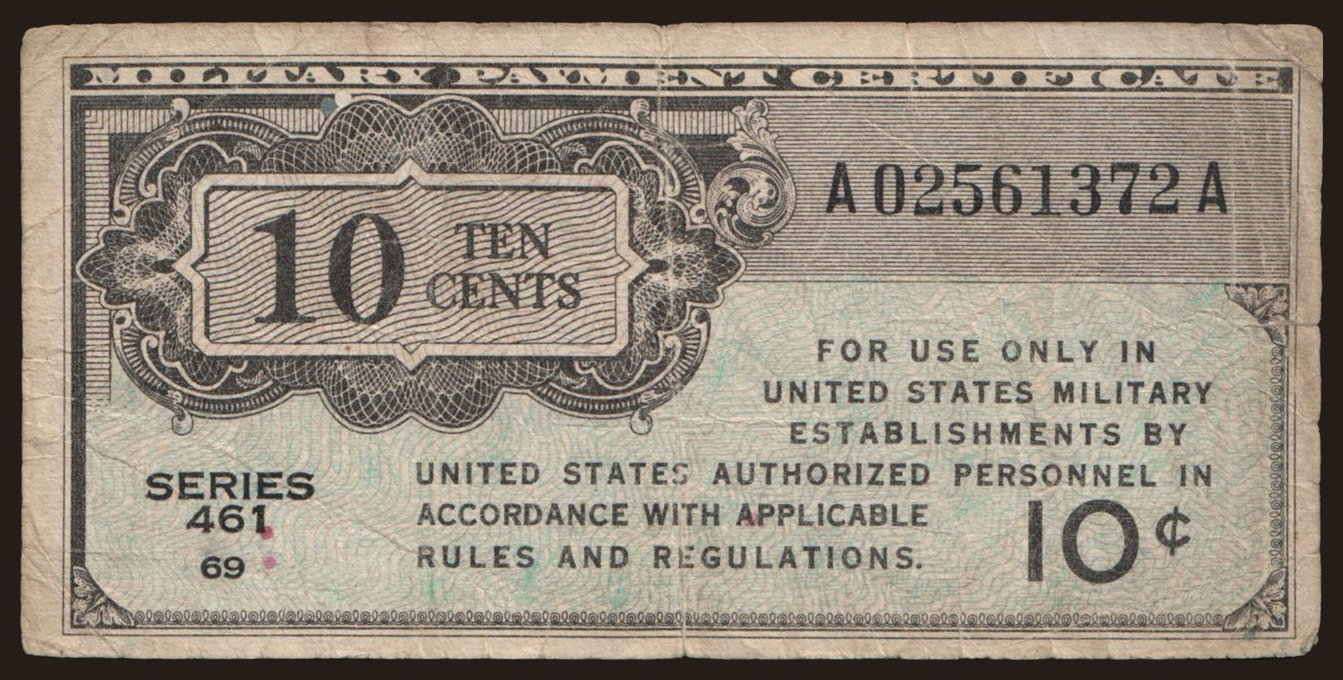 MILITARY PAYMENT CERTIFICATE
A02561372A
10 TEN CENTS
FOR USE ONLY IN
UNITED STATES MILITARY
ESTABLISHMENTS BY
UNITED STATES AUTHORIZED PERSONNEL IN
ACCORDANCE WITH APPLICABLE
RULES AND REGULATIONS.
SERIES
461
69
10¢